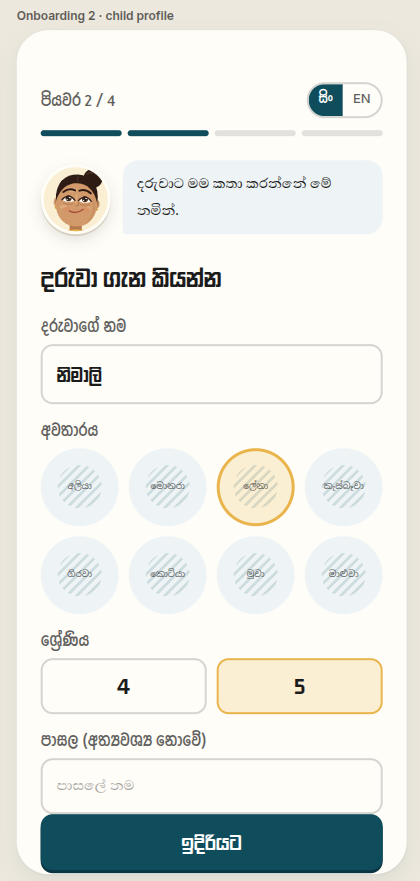 Onboarding 2 · child profile
පියවර 2 / 4
සිං
EN
දරුවාට මම කතා කරන්නේ මේ
නමින්.
දරුවා ගැන කියන්න
දරුවාගේ නම
නිමාලි
අවතාරය
අලියා
මොනරා
ලේනා
කැස්බෑවා
ගිරවා
කොටියා
මුවා
මාළුවා
ශ්‍රේණිය
4
5
පාසල (අත්‍යවශ්‍ය නොවේ)
පාසලේ නම
ඉදිරියට